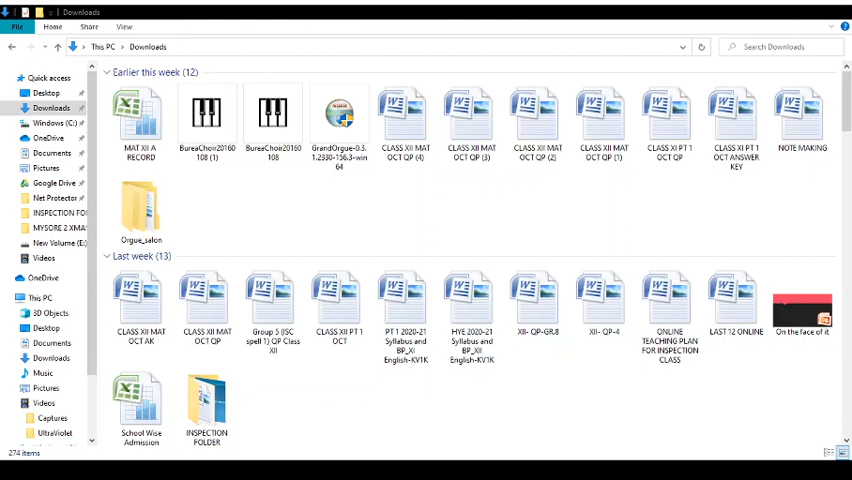 Downloads
File
Home
Share
View
This PC
Downloads
Search Downloads
Quick access
Desktop
Downloads
Windows (C:)
OneDrive
Documents
Pictures
Google Drive
Net Protector
INSPECTION FO
MYSORE 2 XMA
New Volume (E:)
Videos
OneDrive
This PC
3D Objects
Desktop
Documents
Downloads
Music
Pictures
Videos
Captures
UltraViolet
Earlier this week (12)
MAT XII A
RECORD
BureaChoir20160
108 (1)
BureaChoir20160
108
GrandOrgue-0.3.
1.2330-156.3-win
64
CLASS XII MAT
OCT QP (4)
CLASS XII MAT
OCT QP (3)
CLASS XII MAT
OCT QP (2)
CLASS XII MAT
OCT QP (1)
CLASS XI PT 1
OCT QP
CLASS XI PT 1
OCT ANSWER
KEY
NOTE MAKING
Orgue_salon
Last week (13)
CLASS XII MAT
OCT AK
CLASS XII MAT
OCT QP
Group 5 (JSC
spell 1) QP Class
XII
CLASS XII PT 1
OCT
PT 1 2020-21
Syllabus and
BP_XI
English-KV1K
HYE 2020-21
Syllabus and
BP_XI
English-KV1K
XII- QP-GR.8
XII- QP-4
ONLINE
TEACHING PLAN
FOR INSPECTION
CLASS
LAST 12 ONLINE
On the face of it
School Wise
Admission
INSPECTION
FOLDER
274 items